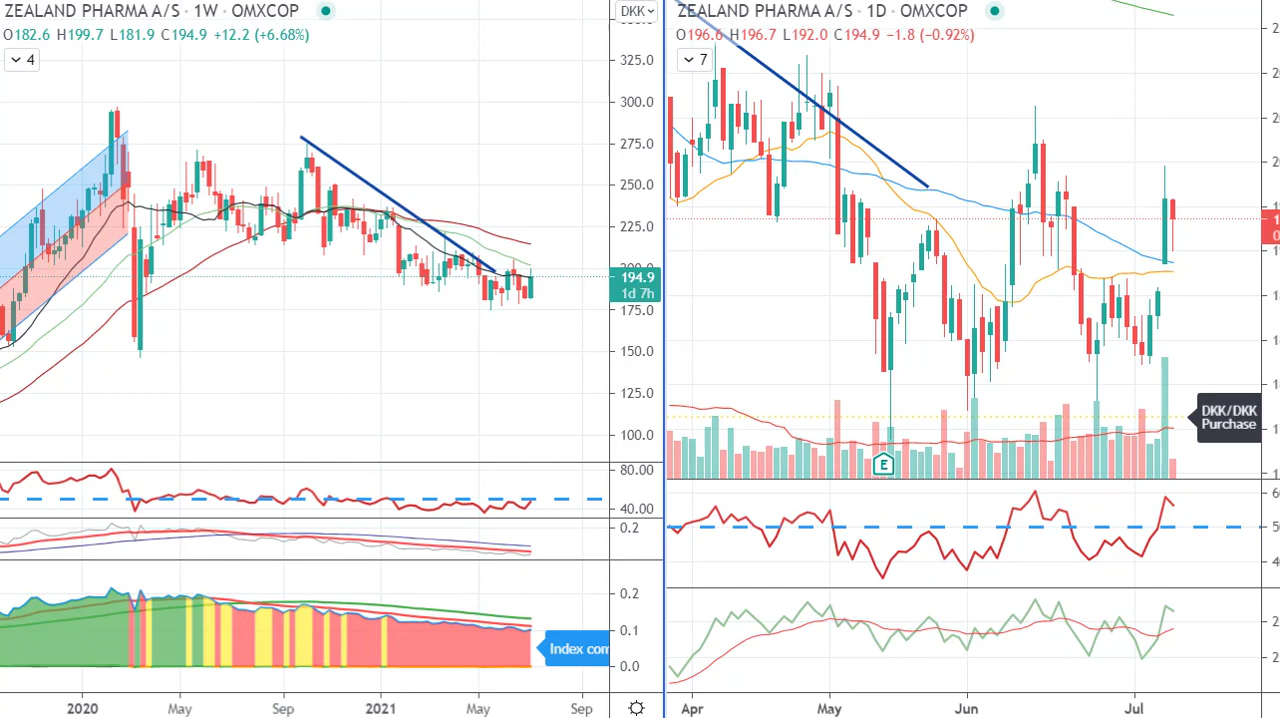 ZEALAND PHARMA A/S · 1W · OMXCOP
O182.6 H199.7 L181.9 C194.9 +12.2 (+6.68%)
4
DKK
325.0
300.0
275.0
250.0
225.0
200.0
194.9
1d 7h
175.0
150.0
125.0
100.0
80.00
40.00
0.2
0.2
0.1
0.0
Index com
2020 May Sep 2021 May Sep
ZEALAND PHARMA A/S · 1D · OMXCOP
O196.6 H196.7 L192.0 C194.9 −1.8 (−0.92%)
7
DKK/DKK
Purchase
E
Apr May Jun Jul